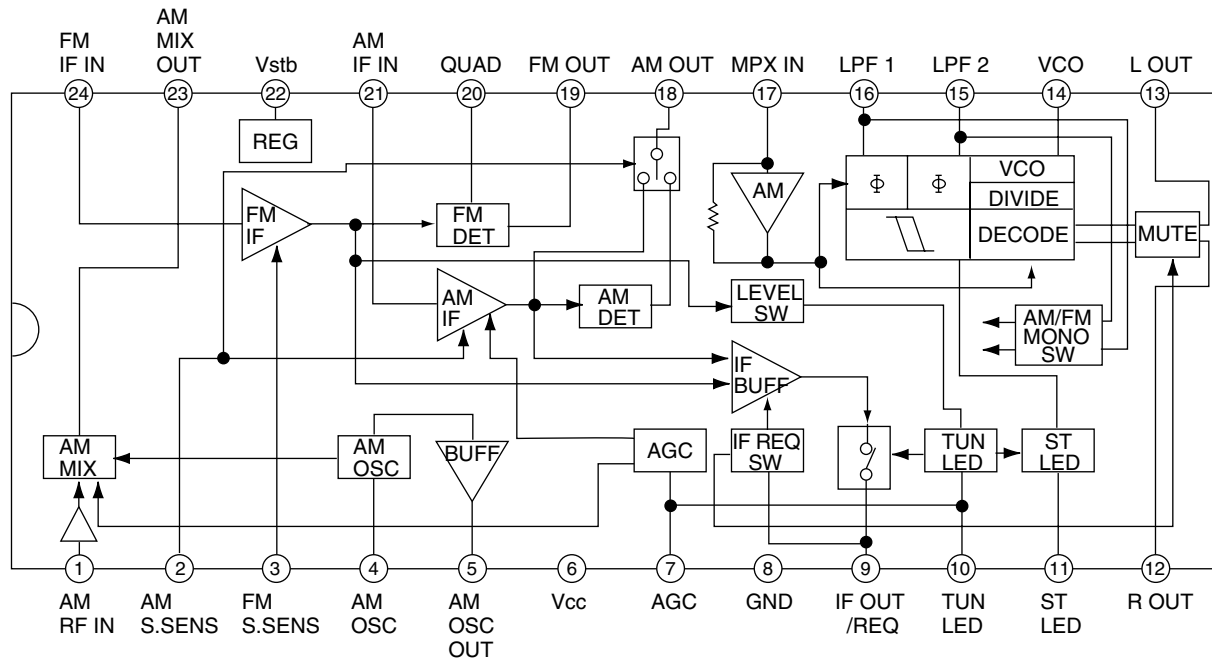 FM
IF IN
AM
MIX
OUT
Vstb
AM
IF IN
QUAD
FM OUT
AM OUT
MPX IN
LPF 1
LPF 2
VCO
L OUT
24
23
22
21
20
19
18
17
16
15
14
13
REG
FM
IF
FM
DET
AM
Φ
Φ
VCO
DIVIDE
DECODE
MUTE
AM
IF
AM
DET
LEVEL
SW
AM/FM
MONO
SW
IF
BUFF
AM
MIX
AM
OSC
BUFF
AGC
IF REQ
SW
TUN
LED
ST
LED
1
2
3
4
5
6
7
8
9
10
11
12
AM
RF IN
AM
S.SENS
FM
S.SENS
AM
OSC
AM
OSC
OUT
Vcc
AGC
GND
IF OUT
/REQ
TUN
LED
ST
LED
R OUT